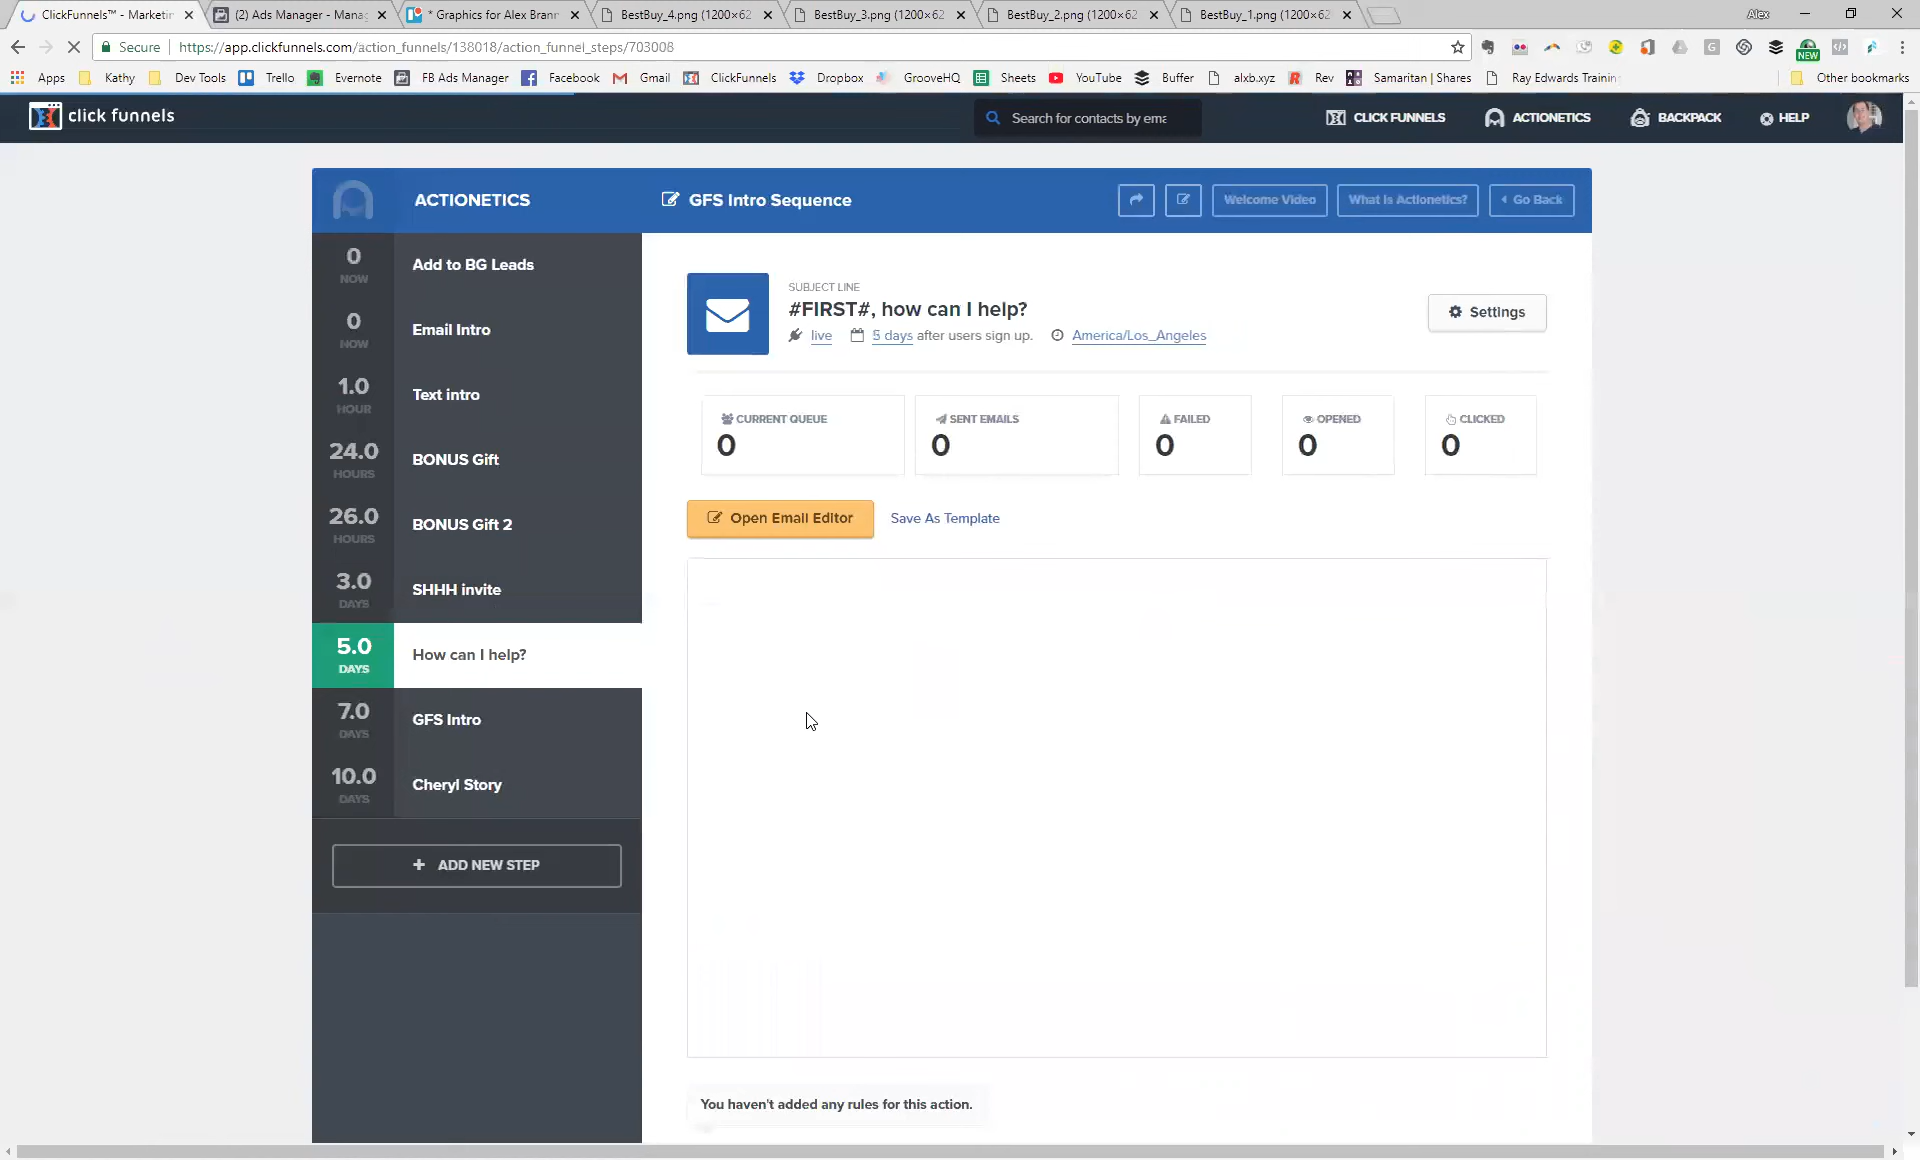 ClickFunnels™ - Marketin
(2) Ads Manager - Manag
* Graphics for Alex Brann
BestBuy_4.png (1200×62
BestBuy_3.png (1200×62
BestBuy_2.png (1200×62
BestBuy_1.png (1200×62
Alex
Secure
https://app.clickfunnels.com/action_funnels/138018/action_funnel_steps/703008
NEW
Apps
Kathy
Dev Tools
Trello
Evernote
FB Ads Manager
Facebook
Gmail
ClickFunnels
Dropbox
GrooveHQ
Sheets
YouTube
Buffer
alxb.xyz
Rev
Samaritan | Shares
Ray Edwards Trainin
Other bookmarks
click funnels
Search for contacts by ema
CLICK FUNNELS
ACTIONETICS
BACKPACK
HELP
ACTIONETICS
GFS Intro Sequence
Welcome Video
What is Actionetics?
Go Back
0
NOW
Add to BG Leads
0
NOW
Email Intro
1.0
HOUR
Text intro
24.0
HOURS
BONUS Gift
26.0
HOURS
BONUS Gift 2
3.0
DAYS
SHHH invite
5.0
DAYS
How can I help?
7.0
DAYS
GFS Intro
10.0
DAYS
Cheryl Story
+ ADD NEW STEP
SUBJECT LINE
#FIRST#, how can I help?
live
5 days after users sign up.
America/Los_Angeles
Settings
CURRENT QUEUE
0
SENT EMAILS
0
FAILED
0
OPENED
0
CLICKED
0
Open Email Editor
Save As Template
You haven't added any rules for this action.